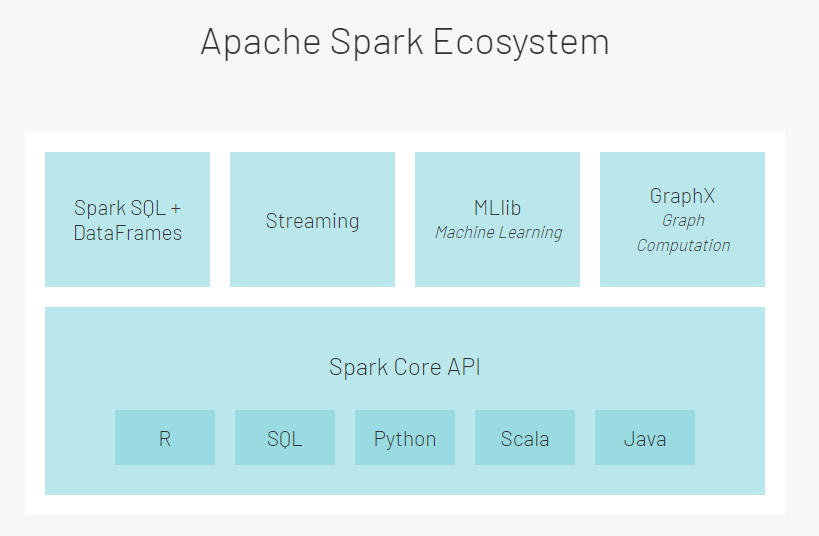 Apache Spark Ecosystem
Spark SQL +
DataFrames
Streaming
MLlib
Machine Learning
GraphX
Graph
Computation
Spark Core API
R
SQL
Python
Scala
Java